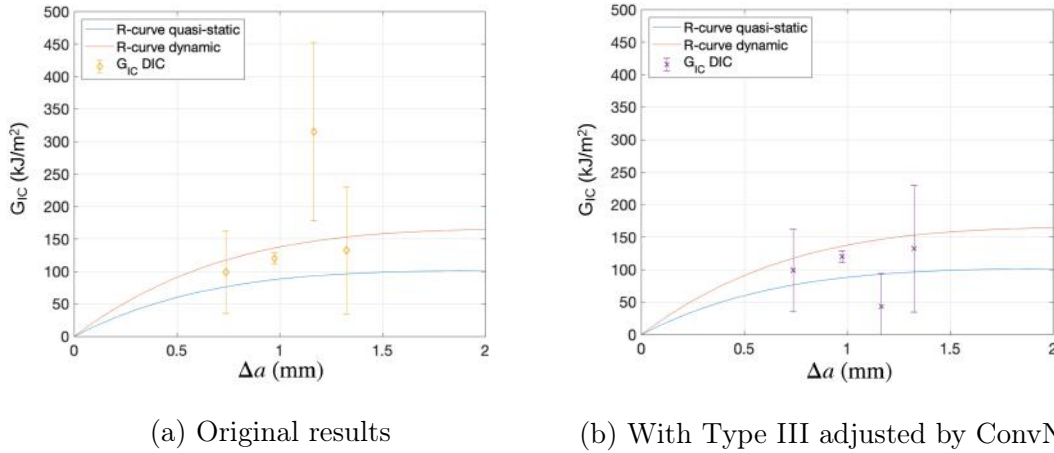 500
450
400
350
300
250
200
150
100
50
0
G_IC (kJ/m²)
R-curve quasi-static
R-curve dynamic
G_IC DIC
0 0.5 1 1.5 2
Δa (mm)
(a) Original results
500
450
400
350
300
250
200
150
100
50
0
G_IC (kJ/m²)
R-curve quasi-static
R-curve dynamic
G_IC DIC
0 0.5 1 1.5 2
Δa (mm)
(b) With Type III adjusted by ConvN